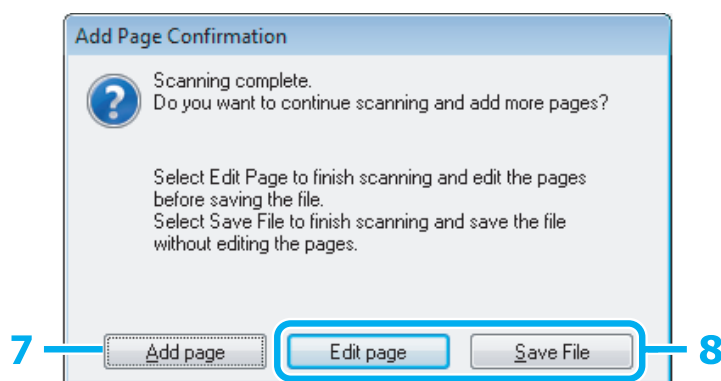 Add Page Confirmation
Scanning complete.
Do you want to continue scanning and add more pages?
Select Edit Page to finish scanning and edit the pages
before saving the file.
Select Save File to finish scanning and save the file
without editing the pages.
7 Add page Edit page Save File 8